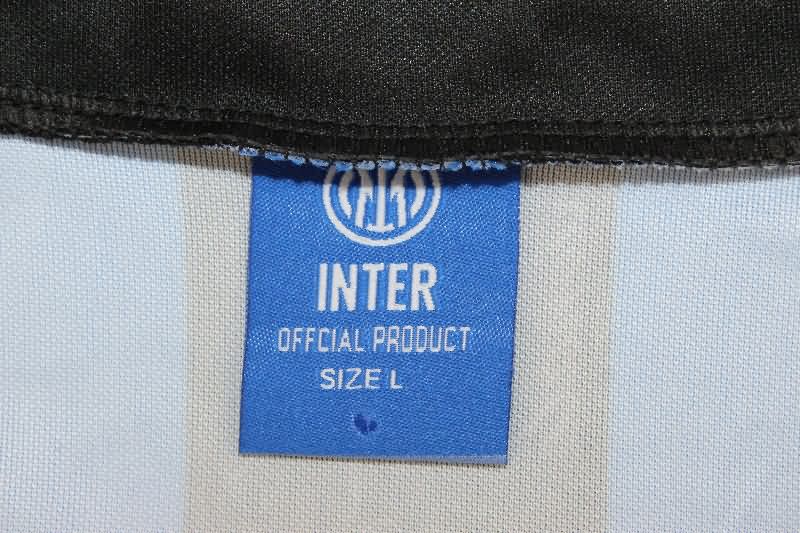 INTER
OFFCIAL PRODUCT
SIZE L